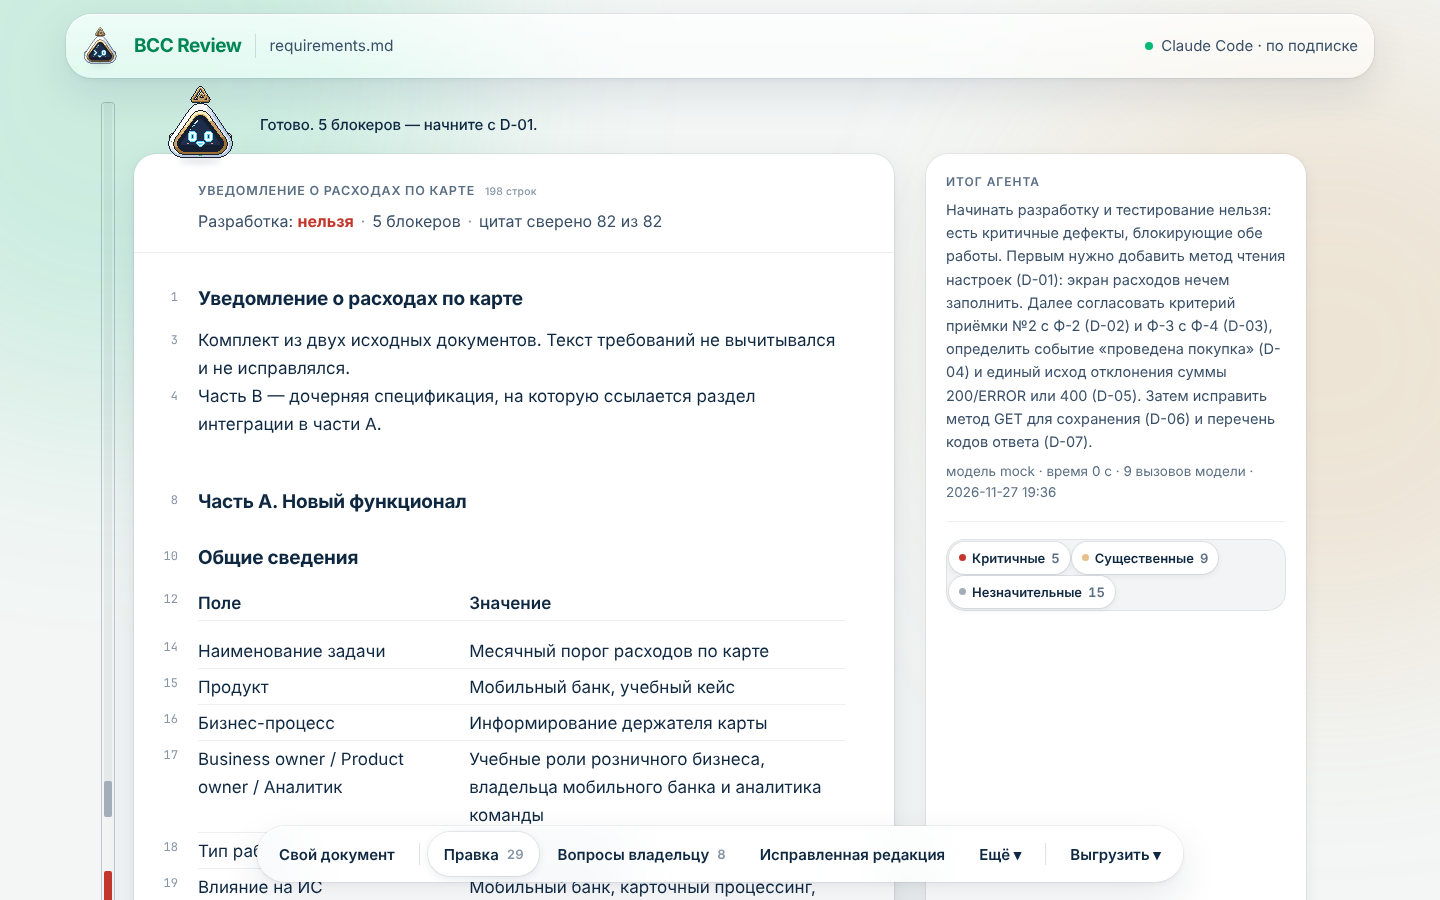 BCC Review
requirements.md
Claude Code · по подписке
Готово. 5 блокеров — начните с D-01.
УВЕДОМЛЕНИЕ О РАСХОДАХ ПО КАРТЕ 198 строк
Разработка: нельзя · 5 блокеров · цитат сверено 82 из 82
1 Уведомление о расходах по карте
3 Комплект из двух исходных документов. Текст требований не вычитывался
и не исправлялся.
4 Часть B — дочерняя спецификация, на которую ссылается раздел
интеграции в части A.
8 Часть A. Новый функционал
10 Общие сведения
12 Поле Значение
14 Наименование задачи Месячный порог расходов по карте
15 Продукт Мобильный банк, учебный кейс
16 Бизнес-процесс Информирование держателя карты
17 Business owner / Product Учебные роли розничного бизнеса,
owner / Аналитик владельца мобильного банка и аналитика
команды
18 Тип раб
19 Влияние на ИС Мобильный банк, карточный процессинг,
ИТОГ АГЕНТА
Начинать разработку и тестирование нельзя:
есть критичные дефекты, блокирующие обе
работы. Первым нужно добавить метод чтения
настроек (D-01): экран расходов нечем
заполнить. Далее согласовать критерий
приёмки №2 с Ф-2 (D-02) и Ф-3 с Ф-4 (D-03),
определить событие «проведена покупка» (D-
04) и единый исход отклонения суммы
200/ERROR или 400 (D-05). Затем исправить
метод GET для сохранения (D-06) и перечень
кодов ответа (D-07).
модель mock · время 0 с · 9 вызовов модели ·
2026-11-27 19:36
Критичные 5 Существенные 9
Незначительные 15
Свой документ Правка 29 Вопросы владельцу 8 Исправленная редакция Ещё ▾ Выгрузить ▾